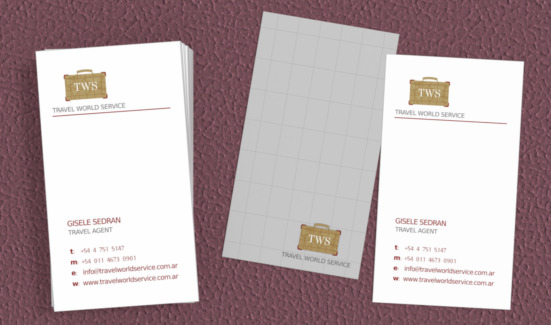 TWS
TRAVEL WORLD SERVICE
GISELE SEDRAN
TRAVEL AGENT
t: +54 4 751 5147
m: +54 011 4673 0901
e: info@travelworldservice.com.ar
w: www.travelworldservice.com.ar
TWS
TRAVEL WORLD SERVICE
TWS
TRAVEL WORLD SERVICE
GISELE SEDRAN
TRAVEL AGENT
t: +54 4 751 5147
m: +54 011 4673 0901
e: info@travelworldservice.com.ar
w: www.travelworldservice.com.ar